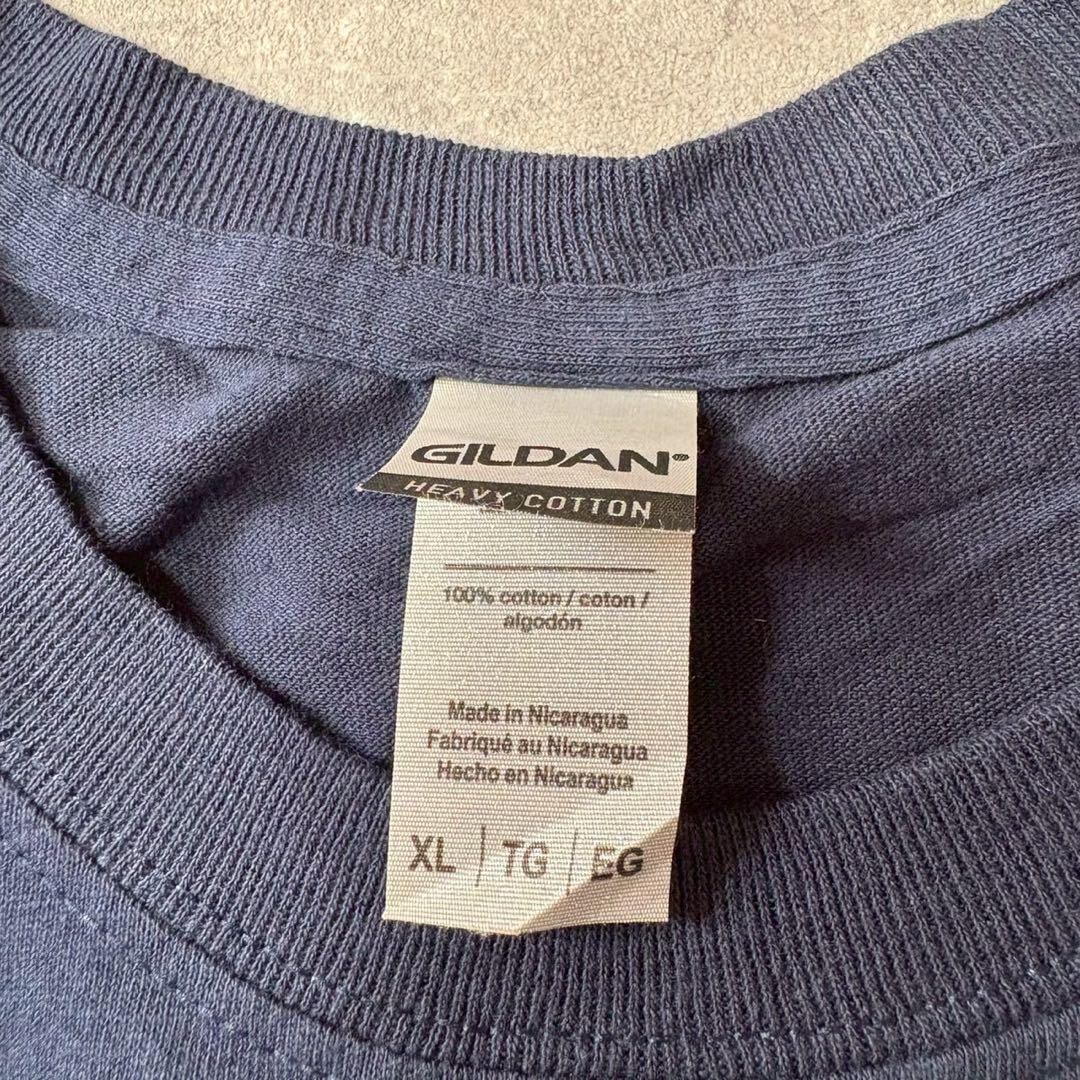 GILDAN
HEAVY COTTON
100% cotton / coton /
algodón
Made in Nicaragua
Fabriqué au Nicaragua
Hecho en Nicaragua
XL | TG | EG